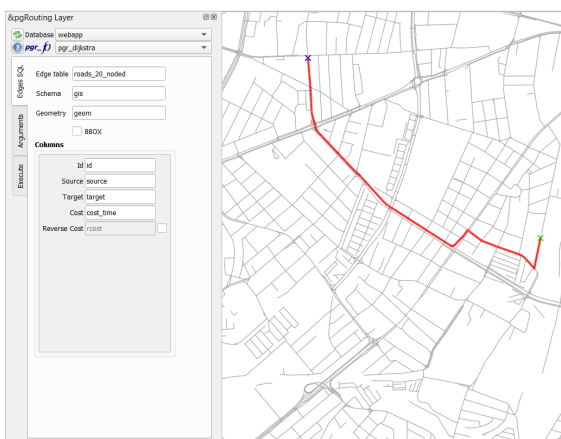 &pgRouting Layer
Database webapp
pgr_f() pgr_dijkstra
Edges SQL
Arguments
Execute
Edge table roads_20_noded
Schema gis
Geometry geom
BBOX
Columns
Id id
Source source
Target target
Cost cost_time
Reverse Cost rcost